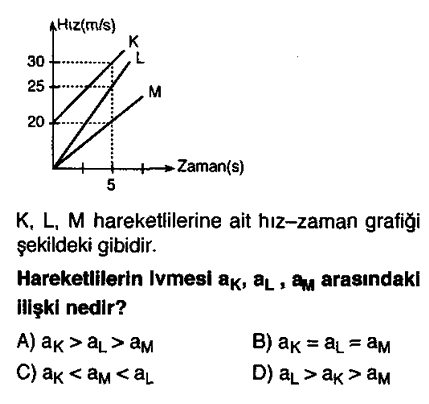 Hız(m/s)
K
L
30
25
M
20
Zaman(s)
5
K, L, M hareketlilerine ait hız–zaman grafiği
şekildeki gibidir.
Hareketlilerin ivmesi aK, aL , aM arasındaki
ilişki nedir?
A) aK > aL > aM
B) aK = aL = aM
C) aK < aM < aL
D) aL > aK > aM